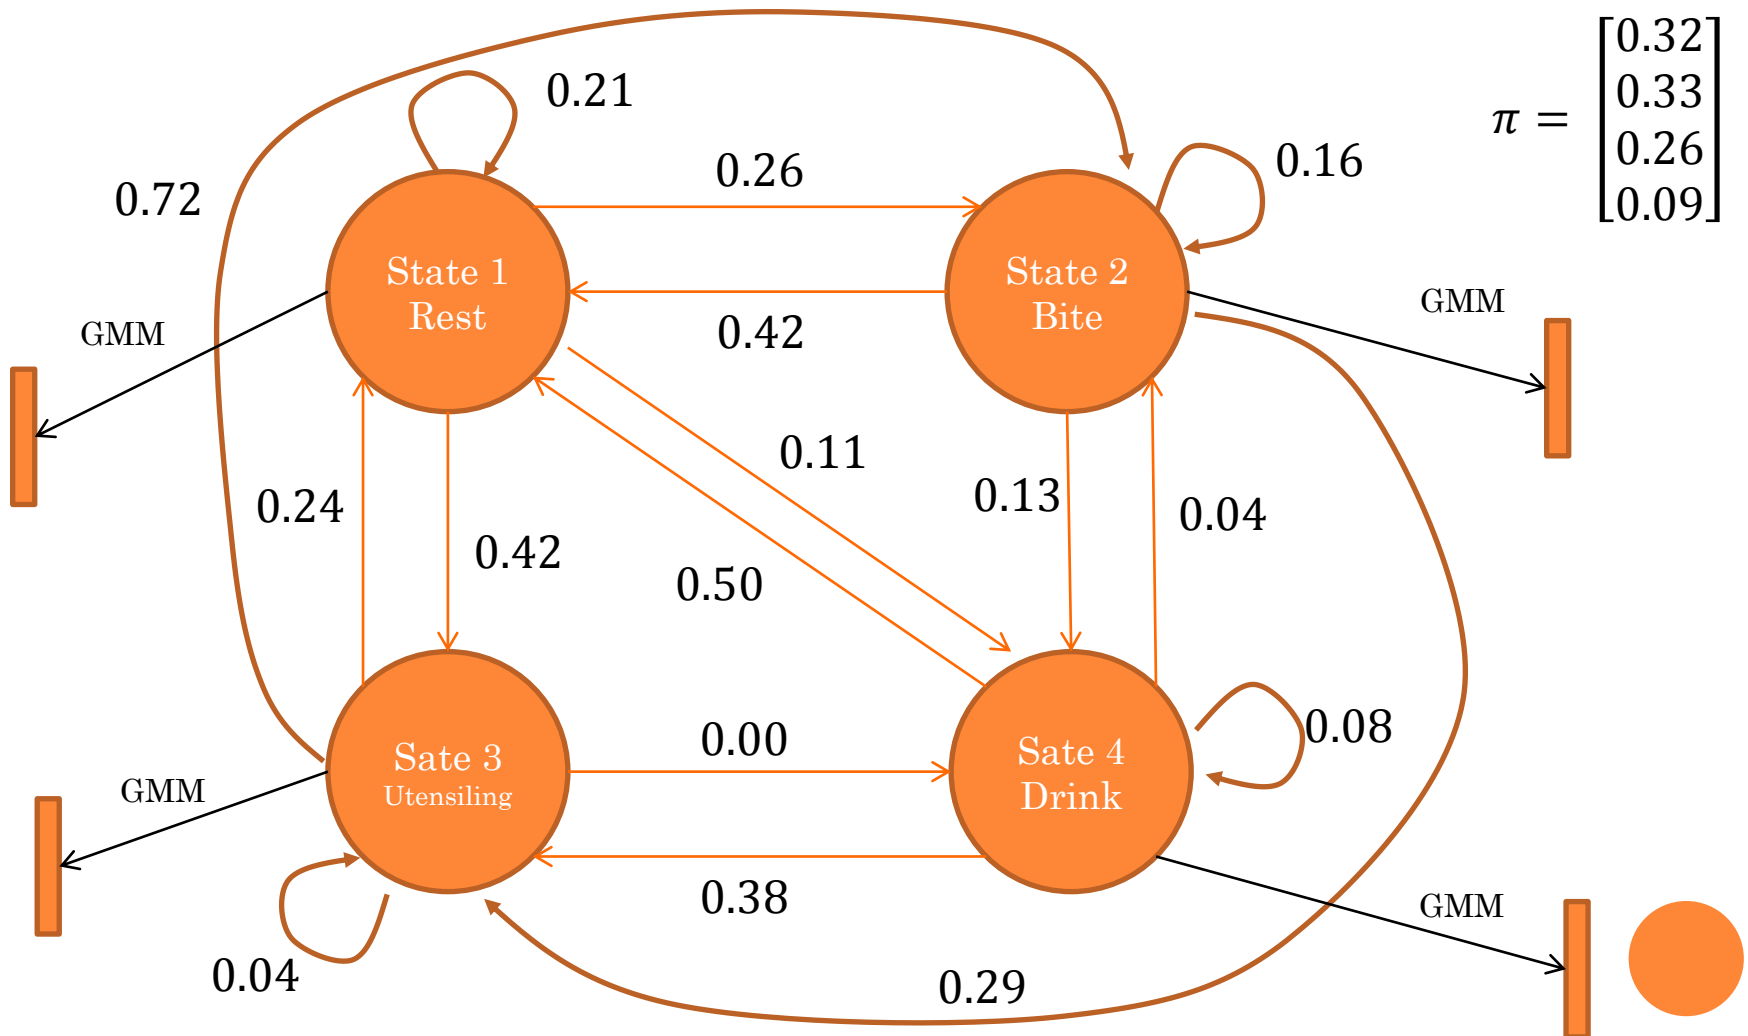 0.32
0.21
0.33
π =
0.26
0.16
0.26
0.72
0.09
State 1
Rest
State 2
Bite
GMM
GMM
0.42
0.11
0.24
0.13
0.04
0.42
0.50
0.00
0.08
Sate 3
Utensiling
Sate 4
Drink
GMM
0.38
GMM
0.04
0.29